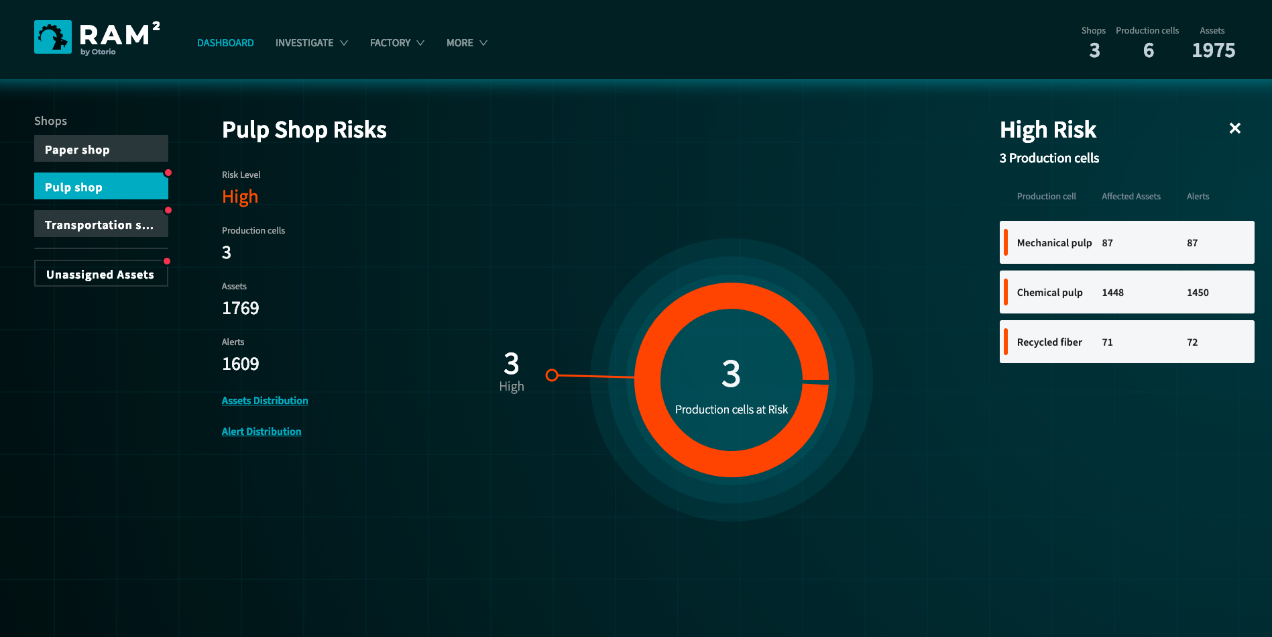 RAM²
by Otorio
DASHBOARD
INVESTIGATE
FACTORY
MORE
Shops
3
Production cells
6
Assets
1975
Shops
Paper shop
Pulp shop
Transportation s...
Unassigned Assets
Pulp Shop Risks
Risk Level
High
Production cells
3
Assets
1769
Alerts
1609
Assets Distribution
Alert Distribution
3
High
3
Production cells at Risk
High Risk
3 Production cells
Production cell Affected Assets Alerts
Mechanical pulp 87 87
Chemical pulp 1448 1450
Recycled fiber 71 72